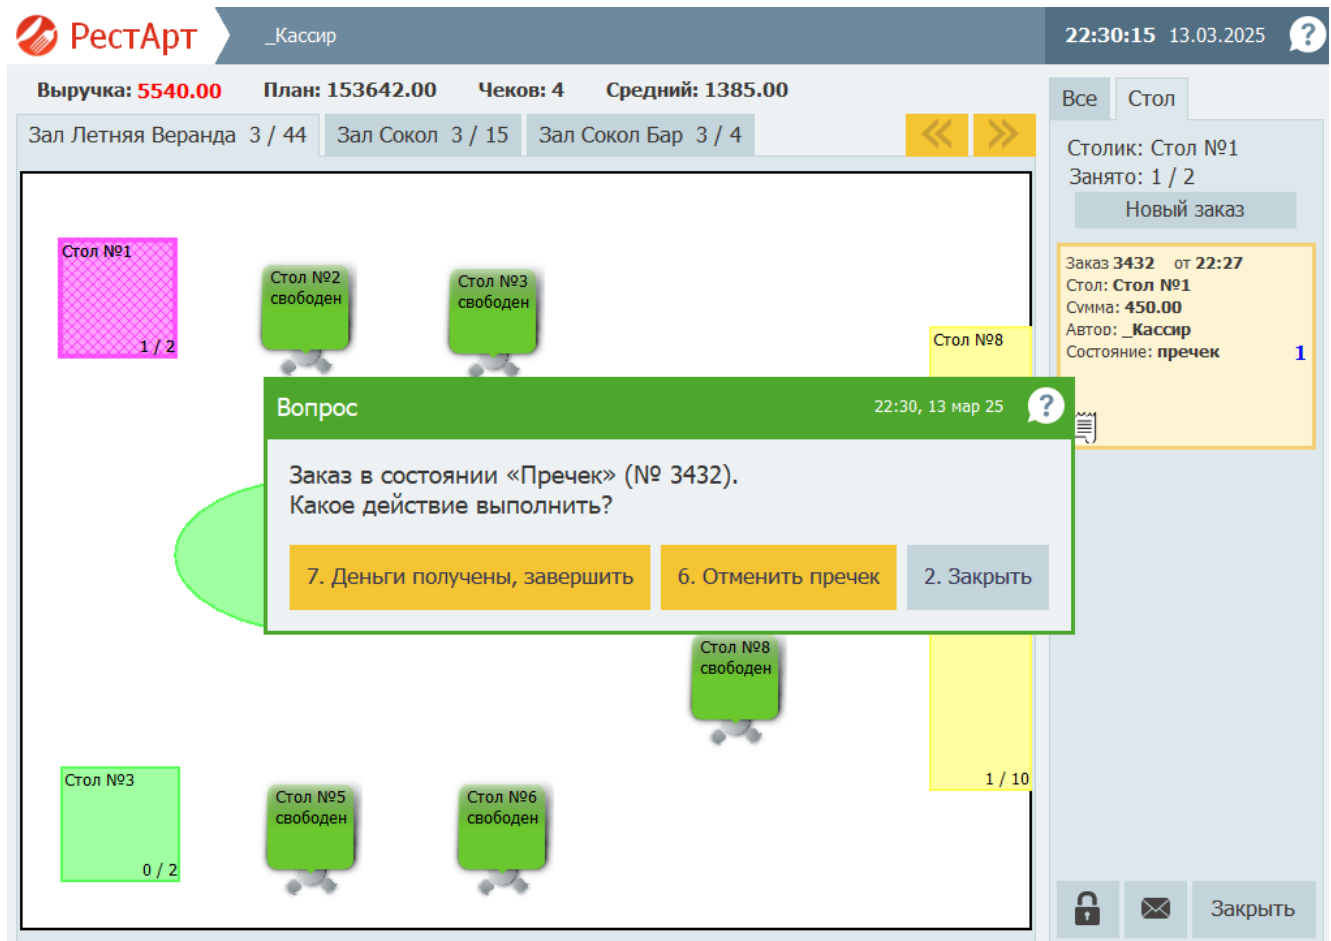 РестАрт
_Кассир
22:30:15 13.03.2025
?
Выручка: 5540.00 План: 153642.00 Чеков: 4 Средний: 1385.00
Зал Летняя Веранда 3 / 44
Зал Сокол 3 / 15
Зал Сокол Бар 3 / 4
Все
Стол
Столик: Стол №1
Занято: 1 / 2
Новый заказ
Заказ 3432 от 22:27
Стол: Стол №1
Сумма: 450.00
Автор: _Кассир
Состояние: пречек 1
Стол №1
1 / 2
Стол №2
свободен
Стол №3
свободен
Стол №8
Вопрос
22:30, 13 мар 25
?
Заказ в состоянии «Пречек» (№ 3432).
Какое действие выполнить?
7. Деньги получены, завершить
6. Отменить пречек
2. Закрыть
Стол №8
свободен
1 / 10
Стол №3
0 / 2
Стол №5
свободен
Стол №6
свободен
Закрыть